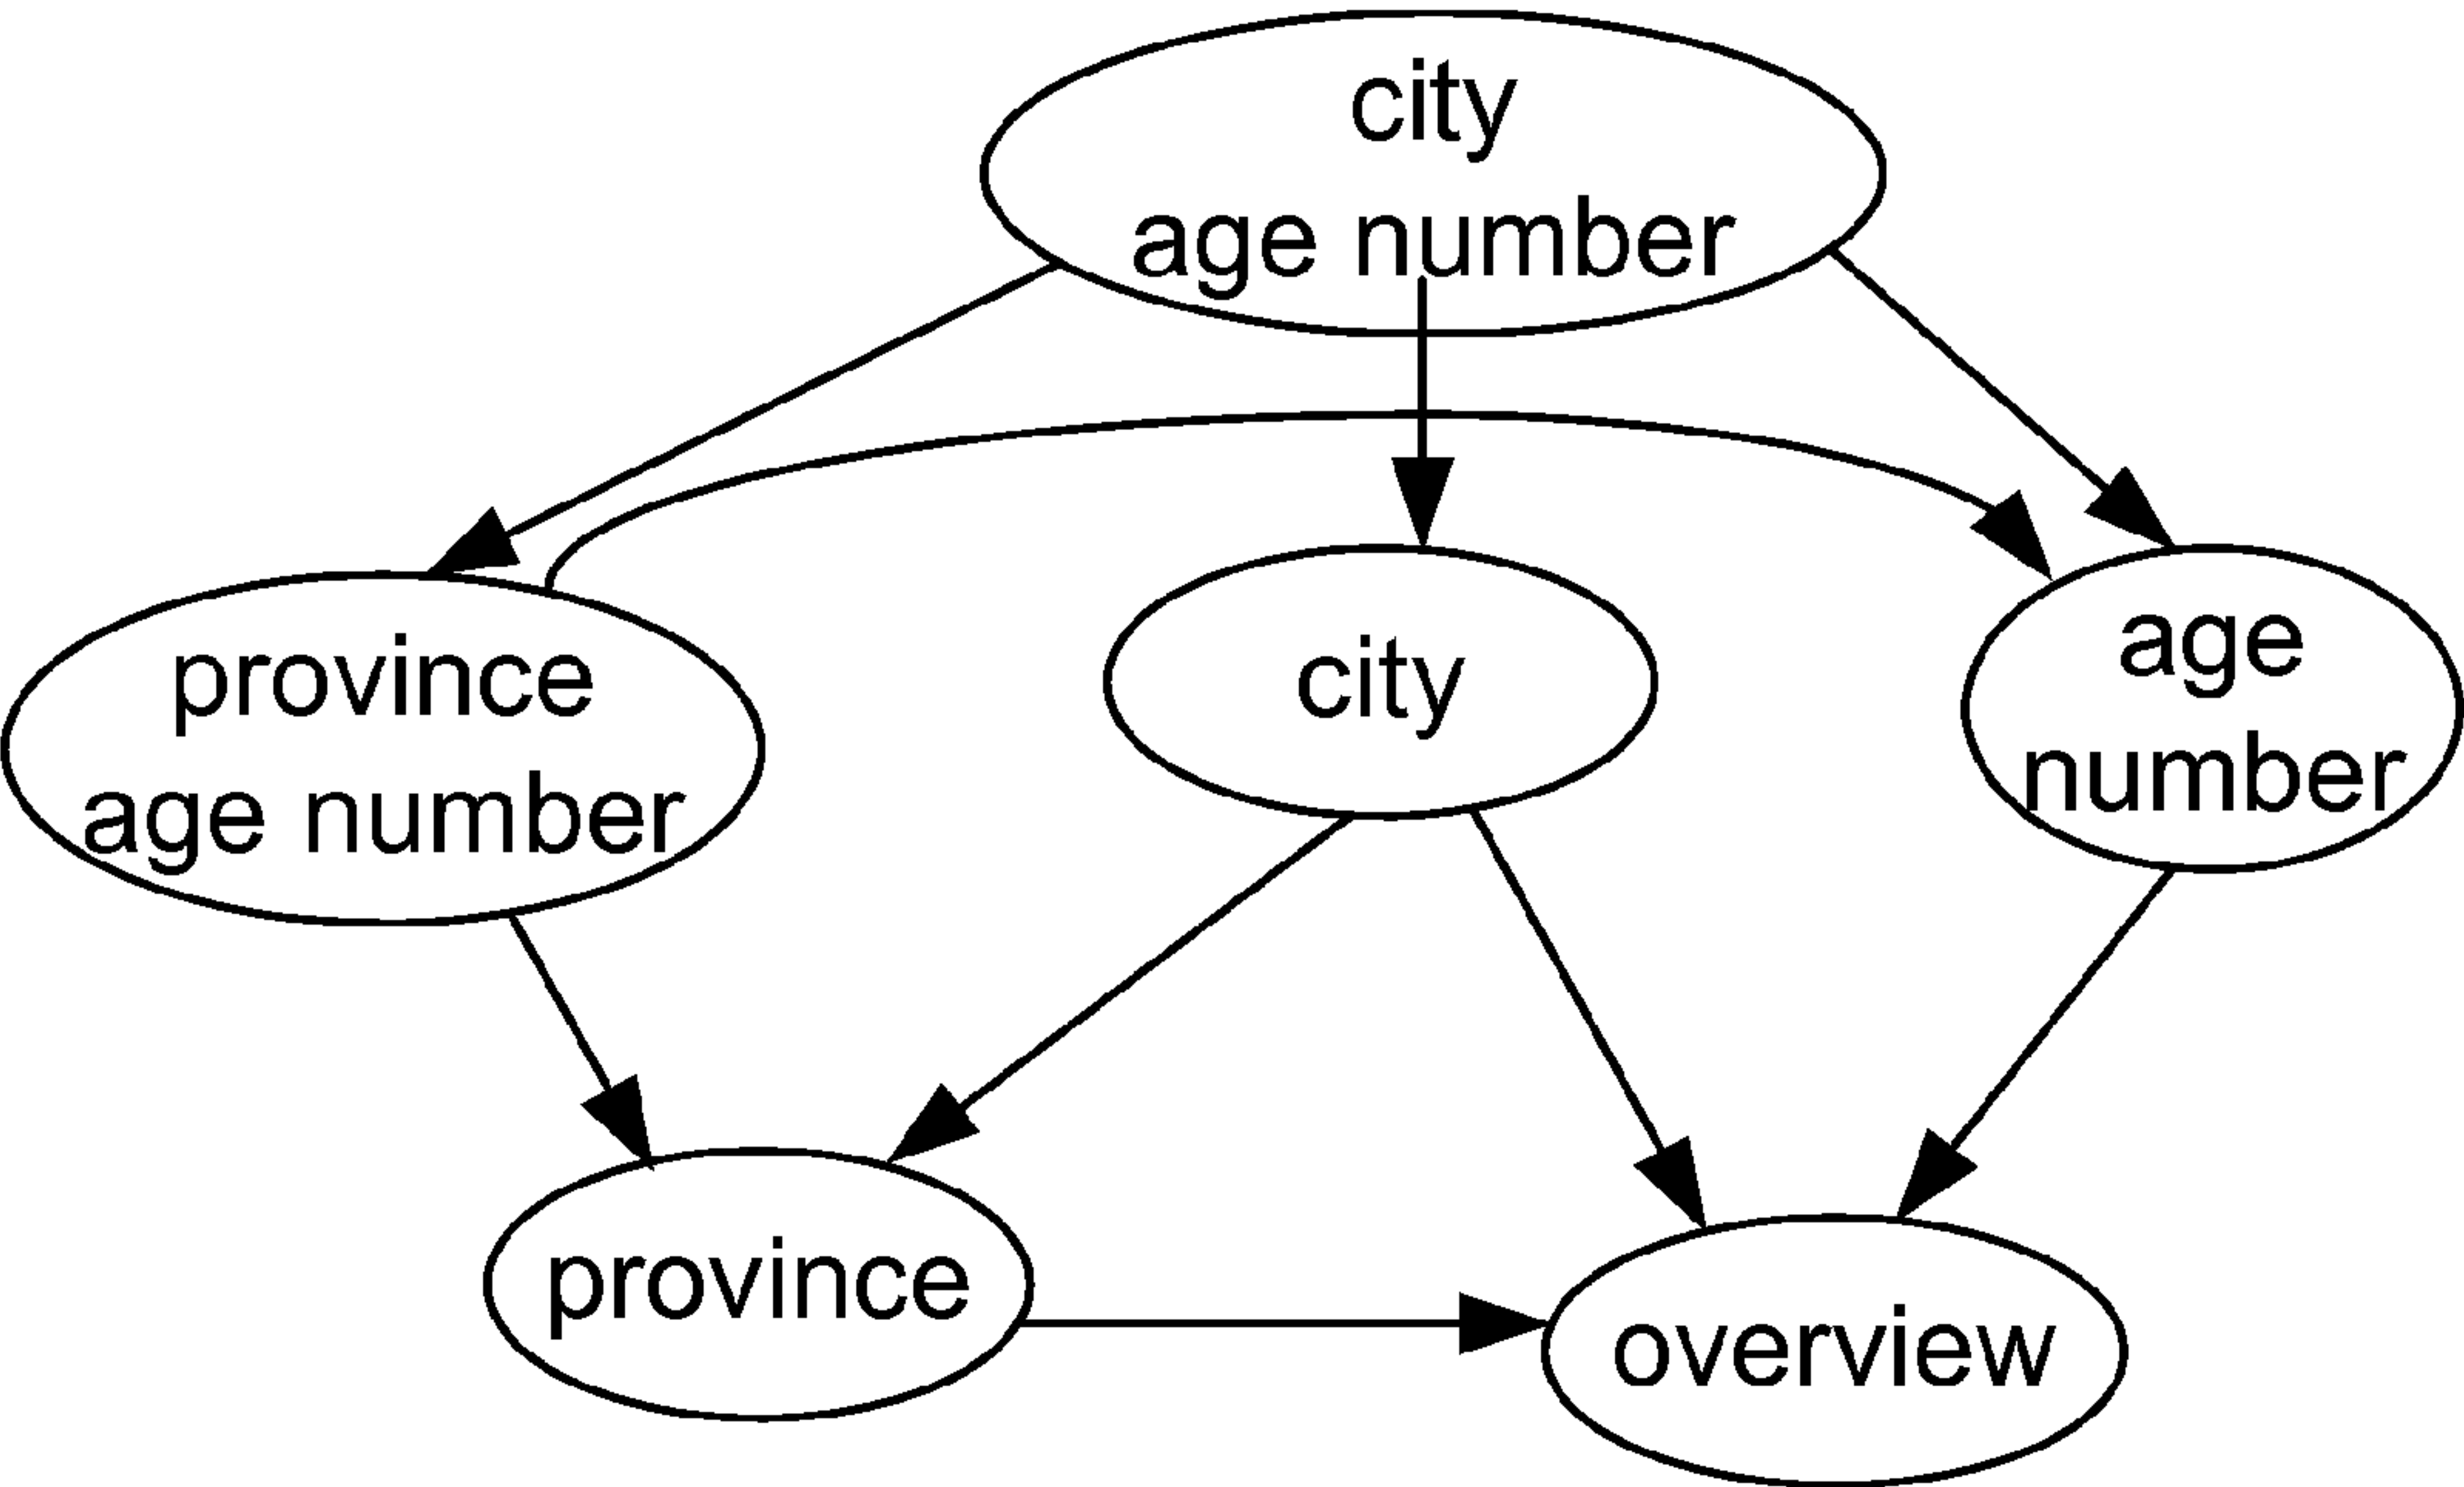 city
age number
province
age number
city
age
number
province
overview